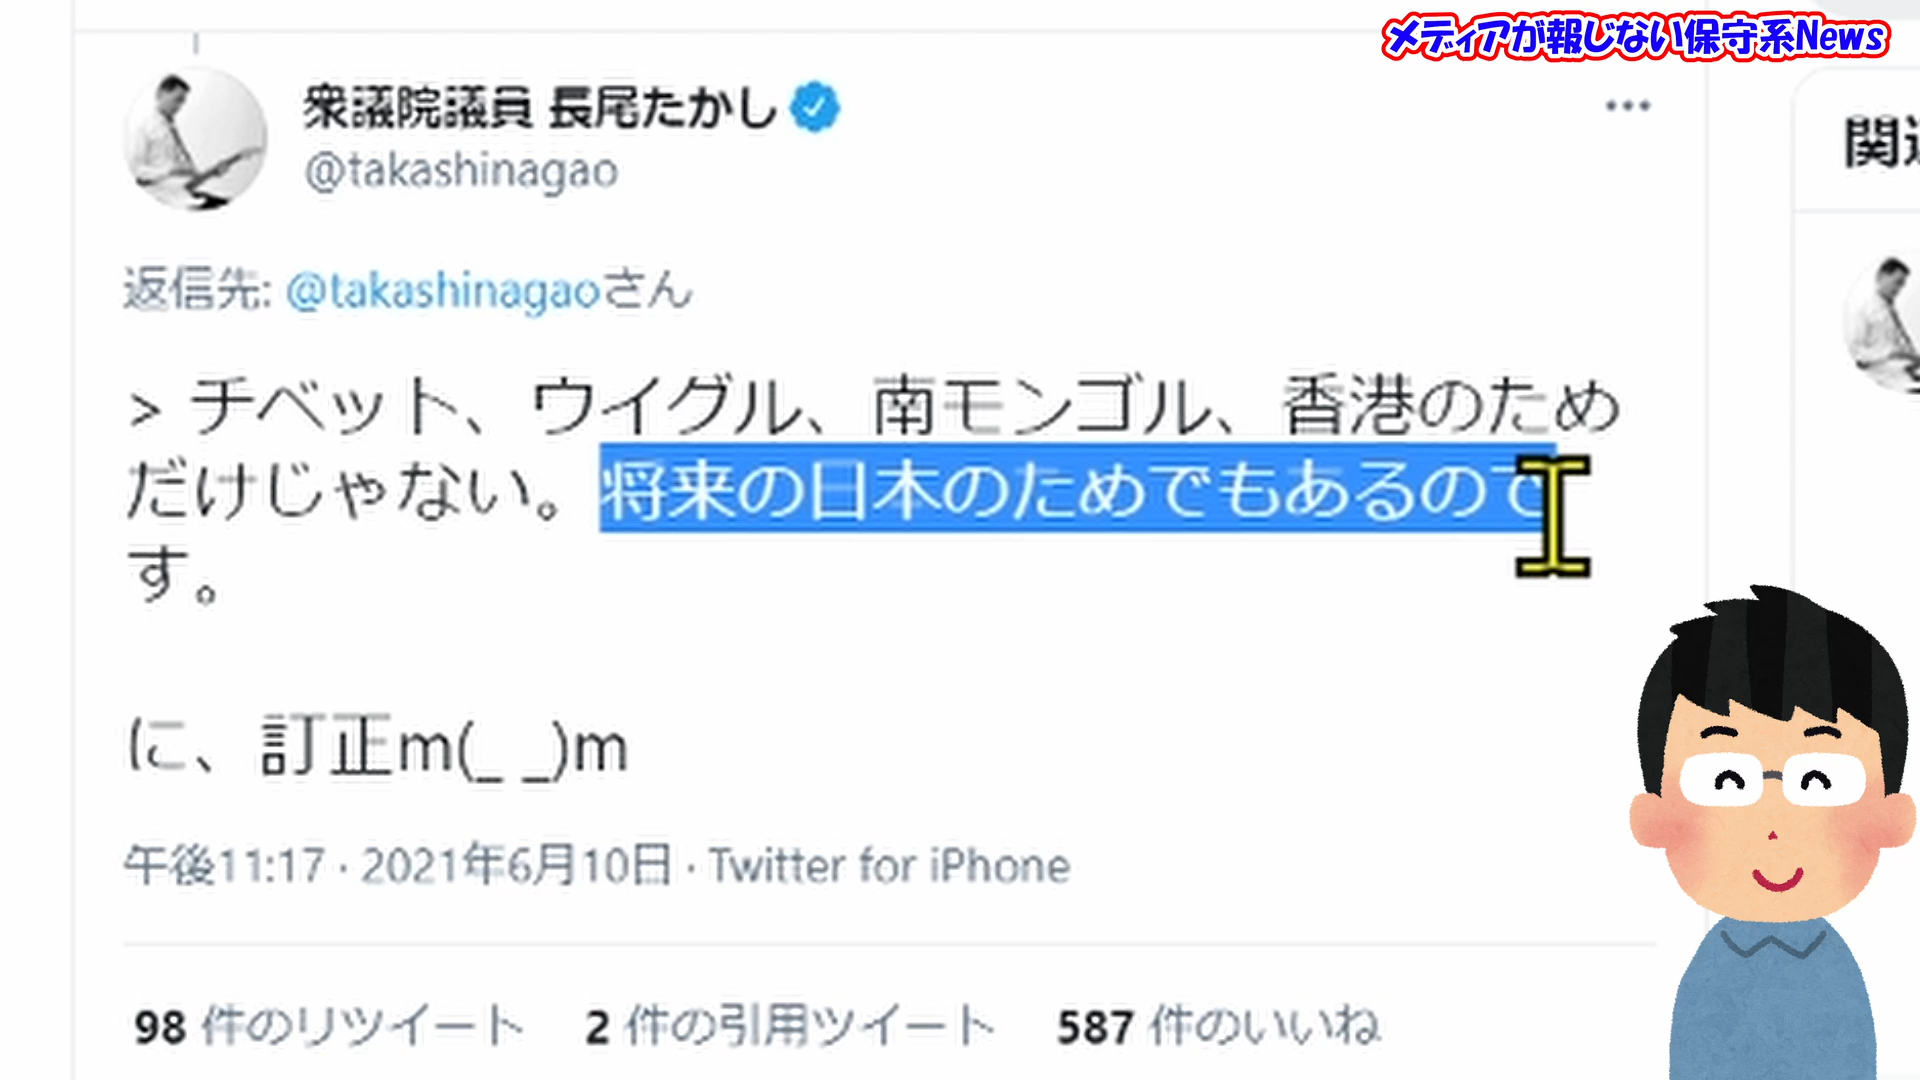 メディアが報じない保守系News
衆議院議員 長尾たかし
@takashinagao
返信先: @takashinagaoさん
> チベット、ウイグル、南モンゴル、香港のため
だけじゃない。将来の日本のためでもあるので
す。
に、訂正m(_ _)m
午後11:17 · 2021年6月10日 · Twitter for iPhone
98 件のリツイート 2 件の引用ツイート 587 件のいいね
関